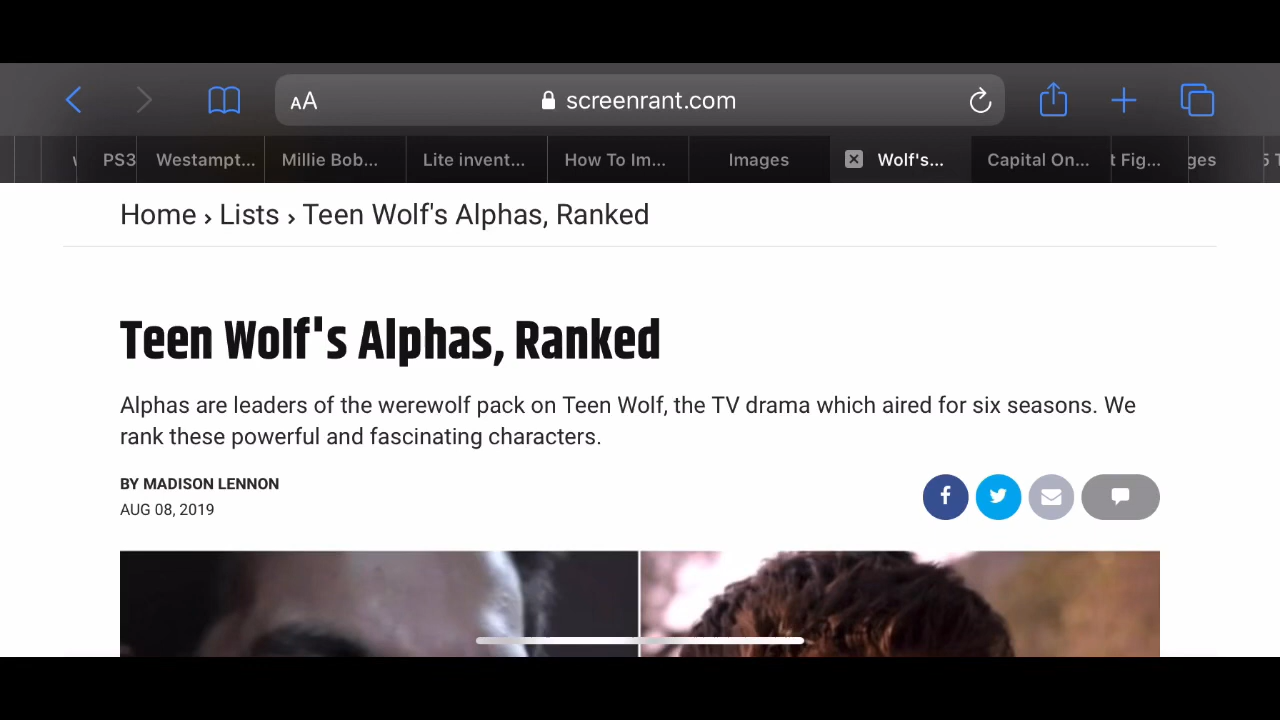 AA screenrant.com
PS3 Westampt... Millie Bob... Lite invent... How To Im... Images Wolf's... Capital On... t Fig... ges 5 T
Home › Lists › Teen Wolf's Alphas, Ranked
Teen Wolf's Alphas, Ranked
Alphas are leaders of the werewolf pack on Teen Wolf, the TV drama which aired for six seasons. We
rank these powerful and fascinating characters.
BY MADISON LENNON
AUG 08, 2019